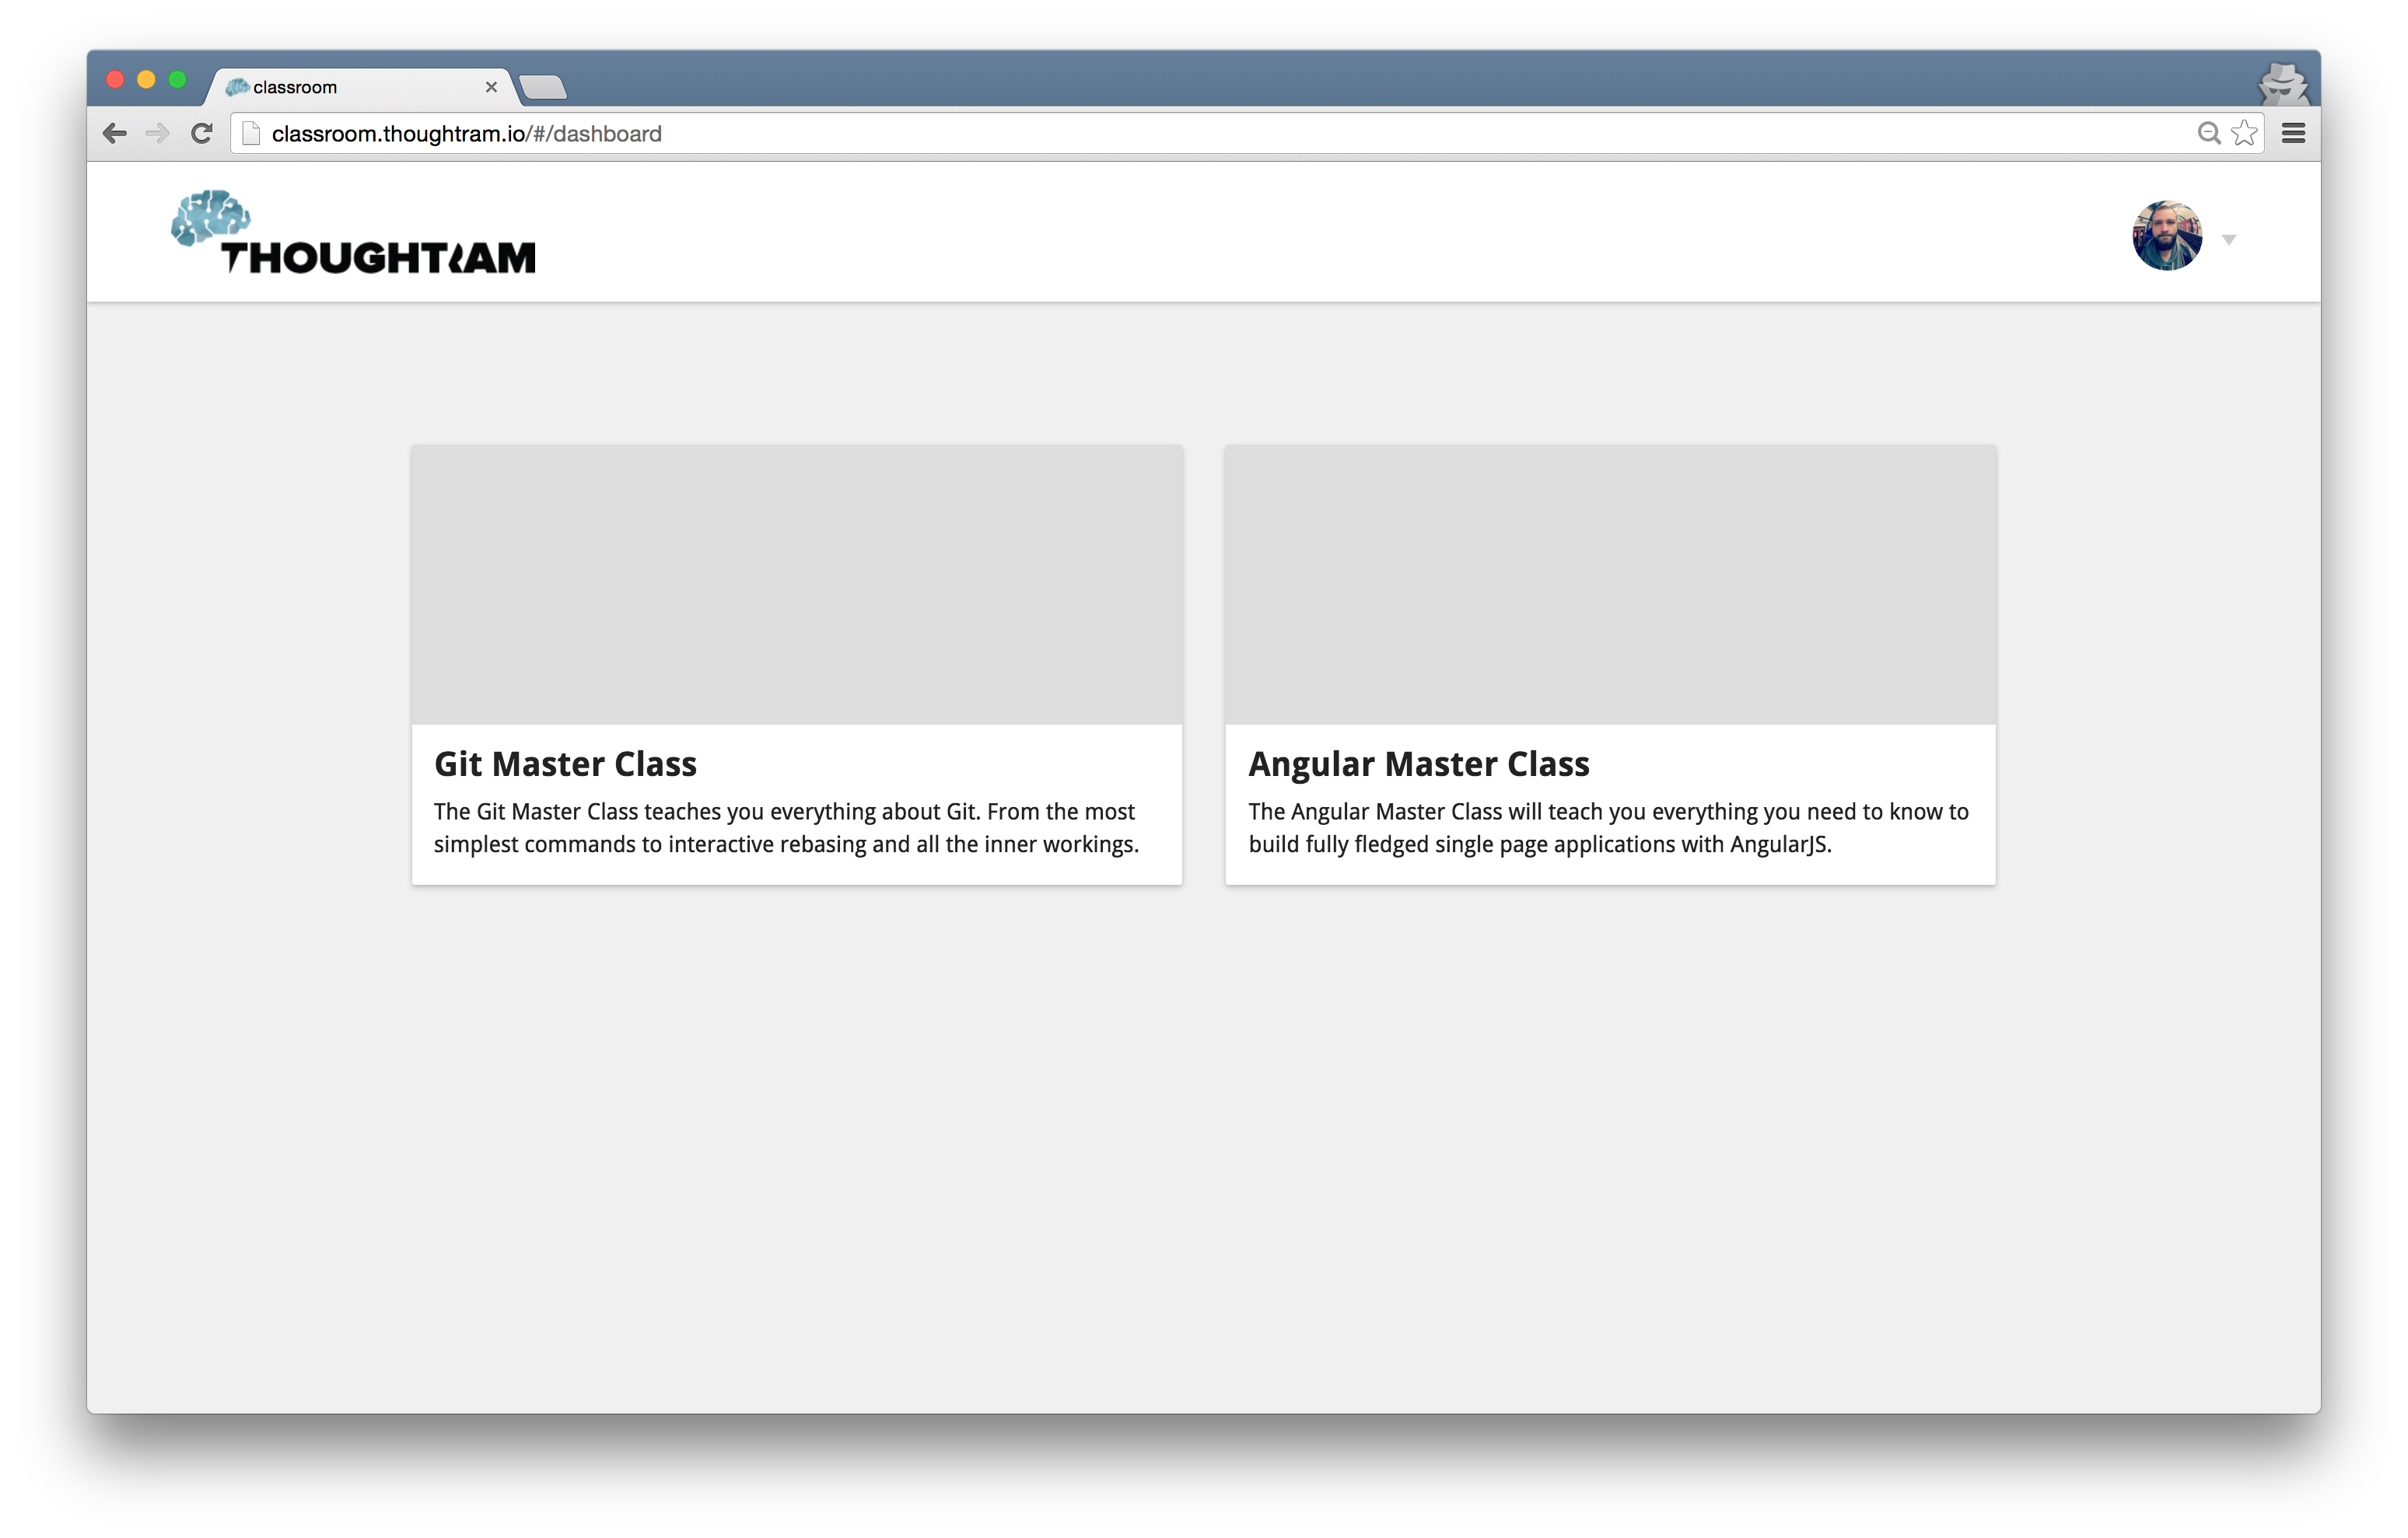 classroom
classroom.thoughtram.io/#/dashboard
THOUGHTRAM
Git Master Class
The Git Master Class teaches you everything about Git. From the most
simplest commands to interactive rebasing and all the inner workings.
Angular Master Class
The Angular Master Class will teach you everything you need to know to
build fully fledged single page applications with AngularJS.